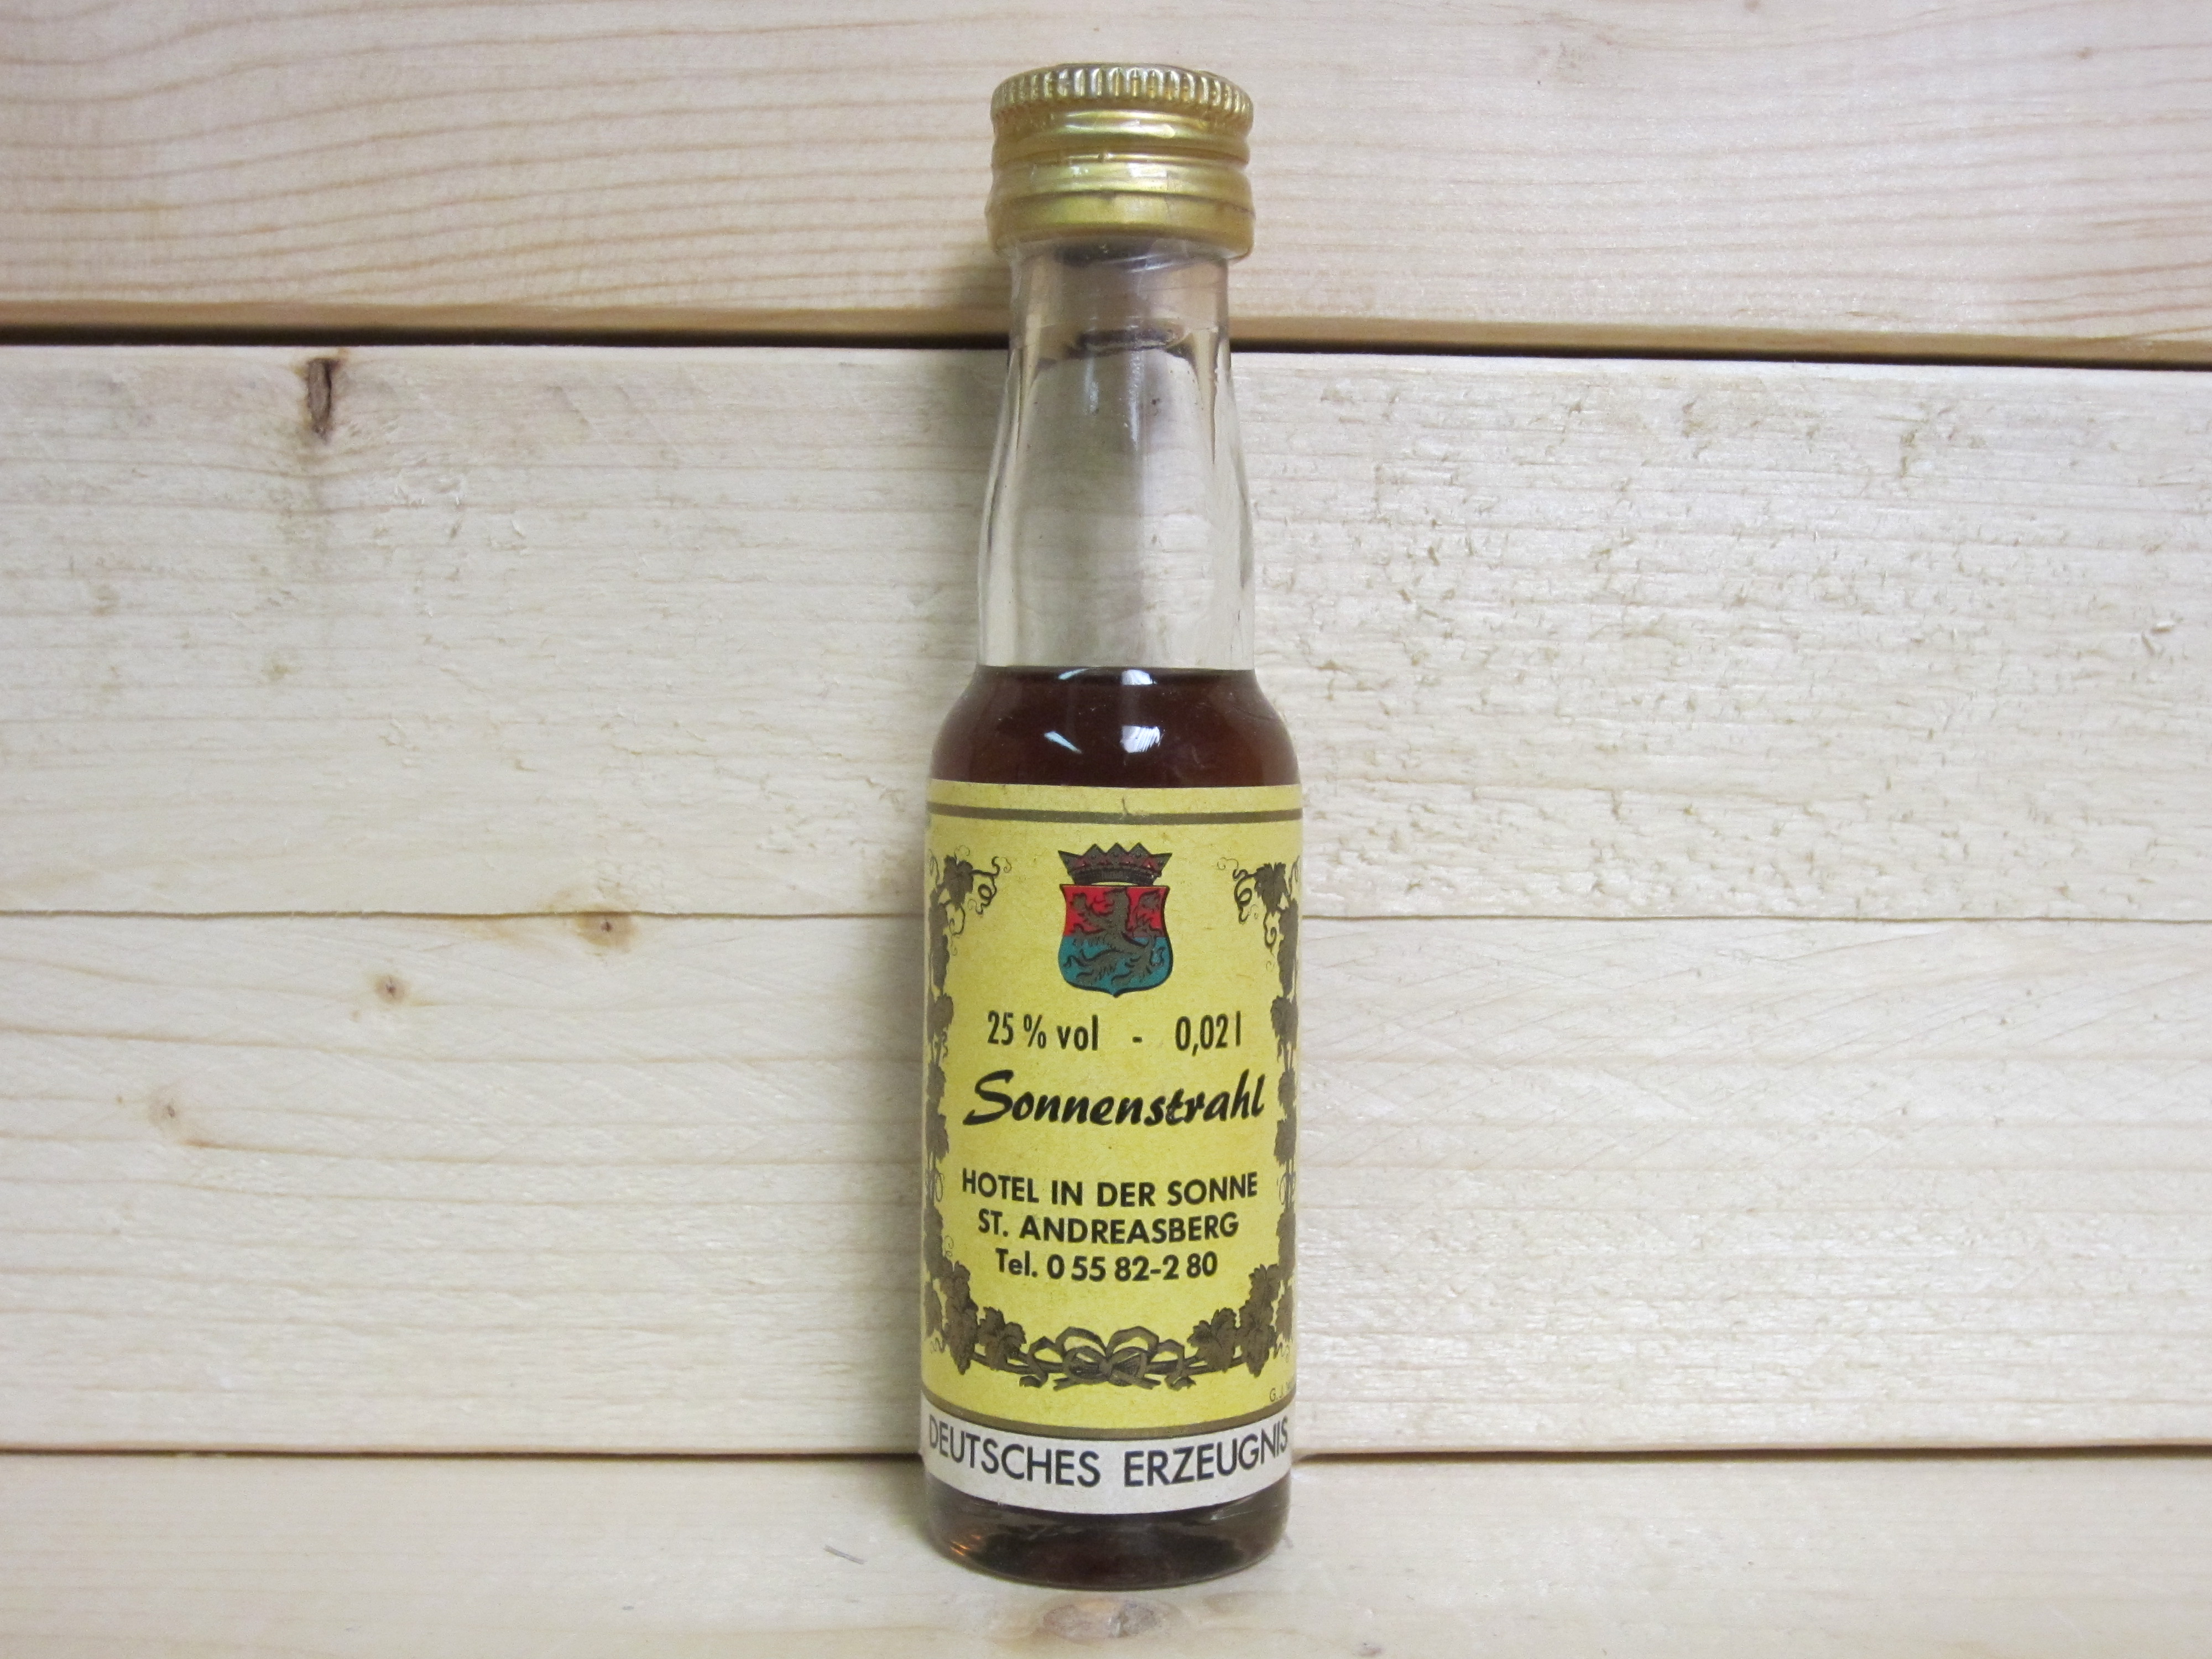 25 % vol - 0,02 l
Sonnenstrahl
HOTEL IN DER SONNE
ST. ANDREASBERG
Tel. 0 55 82-2 80
DEUTSCHES ERZEUGNIS